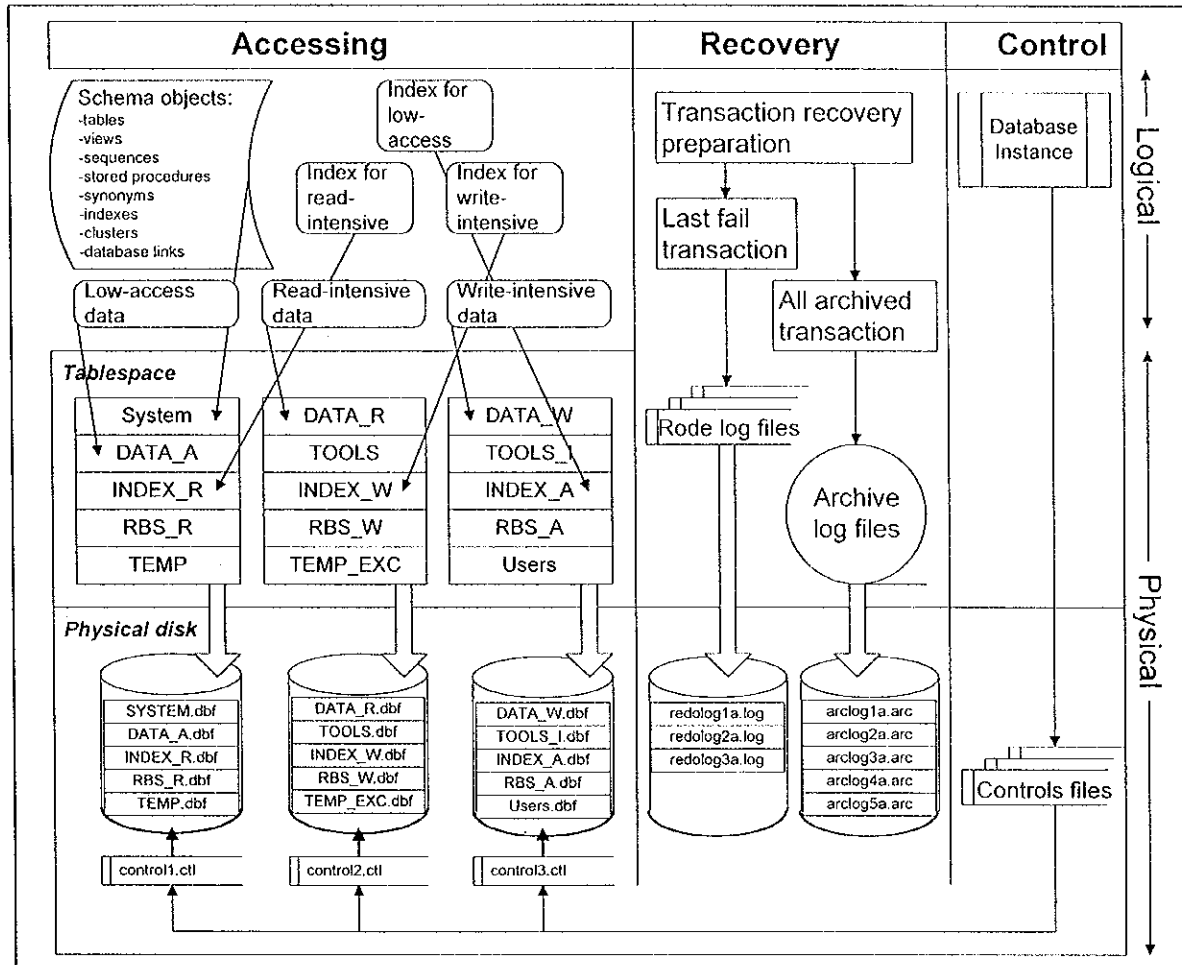 Accessing
Recovery
Control
Schema objects:
-tables
-views
-sequences
-stored procedures
-synonyms
-indexes
-clusters
-database links
Index for
low-
access
Index for
read-
intensive
Index for
write-
intensive
Low-access
data
Read-intensive
data
Write-intensive
data
Transaction recovery
preparation
Last fail
transaction
All archived
transaction
Database
Instance
Logical
Tablespace
System
DATA_A
INDEX_R
RBS_R
TEMP
DATA_R
TOOLS
INDEX_W
RBS_W
TEMP_EXC
DATA_W
TOOLS_I
INDEX_A
RBS_A
Users
Rode log files
Archive
log files
Physical
Physical disk
SYSTEM.dbf
DATA_A.dbf
INDEX_R.dbf
RBS_R.dbf
TEMP.dbf
DATA_R.dbf
TOOLS.dbf
INDEX_W.dbf
RBS_W.dbf
TEMP_EXC.dbf
DATA_W.dbf
TOOLS_I.dbf
INDEX_A.dbf
RBS_A.dbf
Users.dbf
redolog1a.log
redolog2a.log
redolog3a.log
arclog1a.arc
arclog2a.arc
arclog3a.arc
arclog4a.arc
arclog5a.arc
Controls files
control1.ctl
control2.ctl
control3.ctl